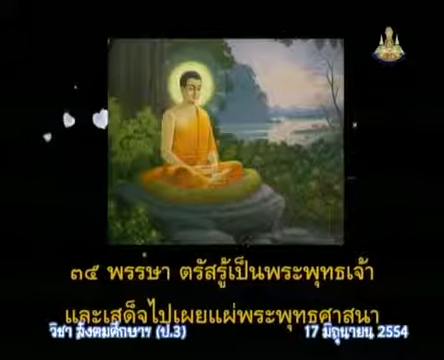 ๓๕ พรรษา ตรัสรู้เป็นพระพุทธเจ้า
และเสด็จไปเผยแผ่พระพุทธศาสนา
วิชา สังคมศึกษาฯ (ป.3) 17 มิถุนายน 2554